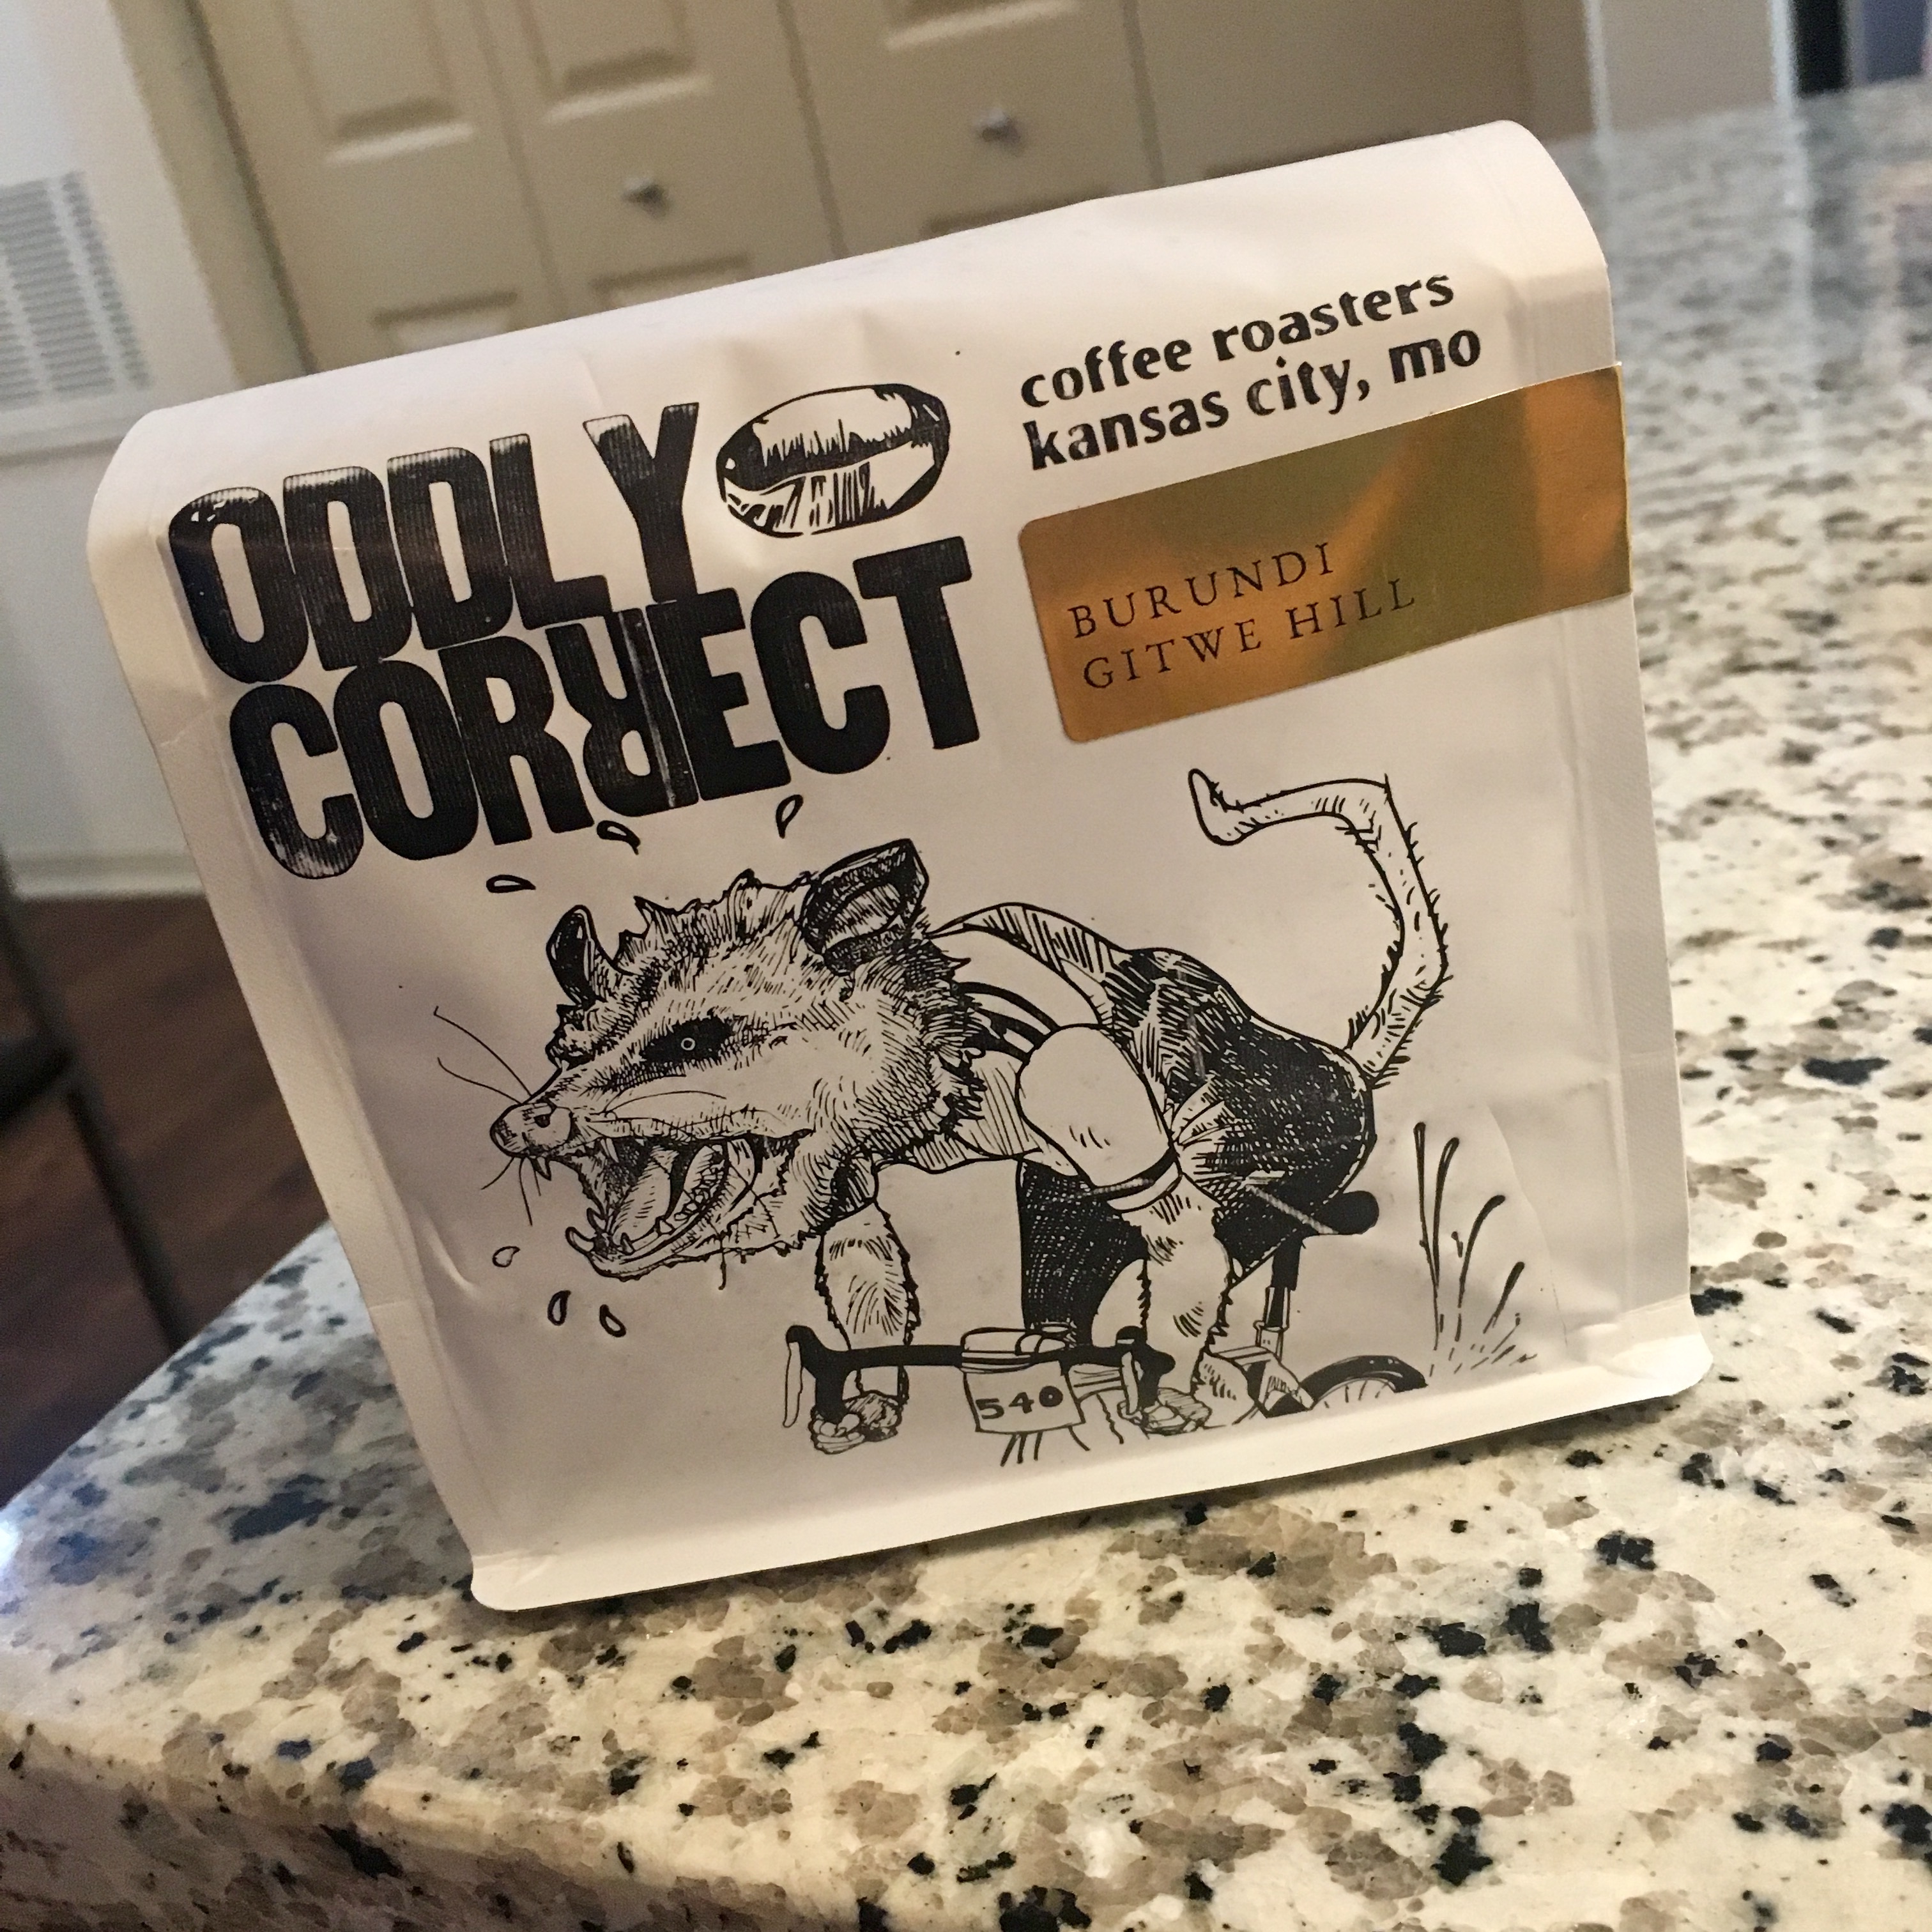 ODDLY
CORRECT
coffee roasters
kansas city, mo
BURUNDI
GITWE HILL
540